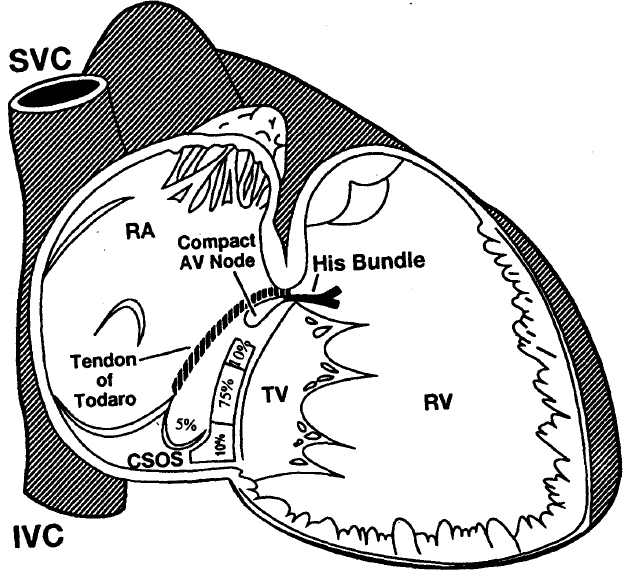 SVC
RA
Compact
AV Node
His Bundle
Tendon
of
Todaro
10%
75%
TV
RV
5%
10%
CSOS
IVC